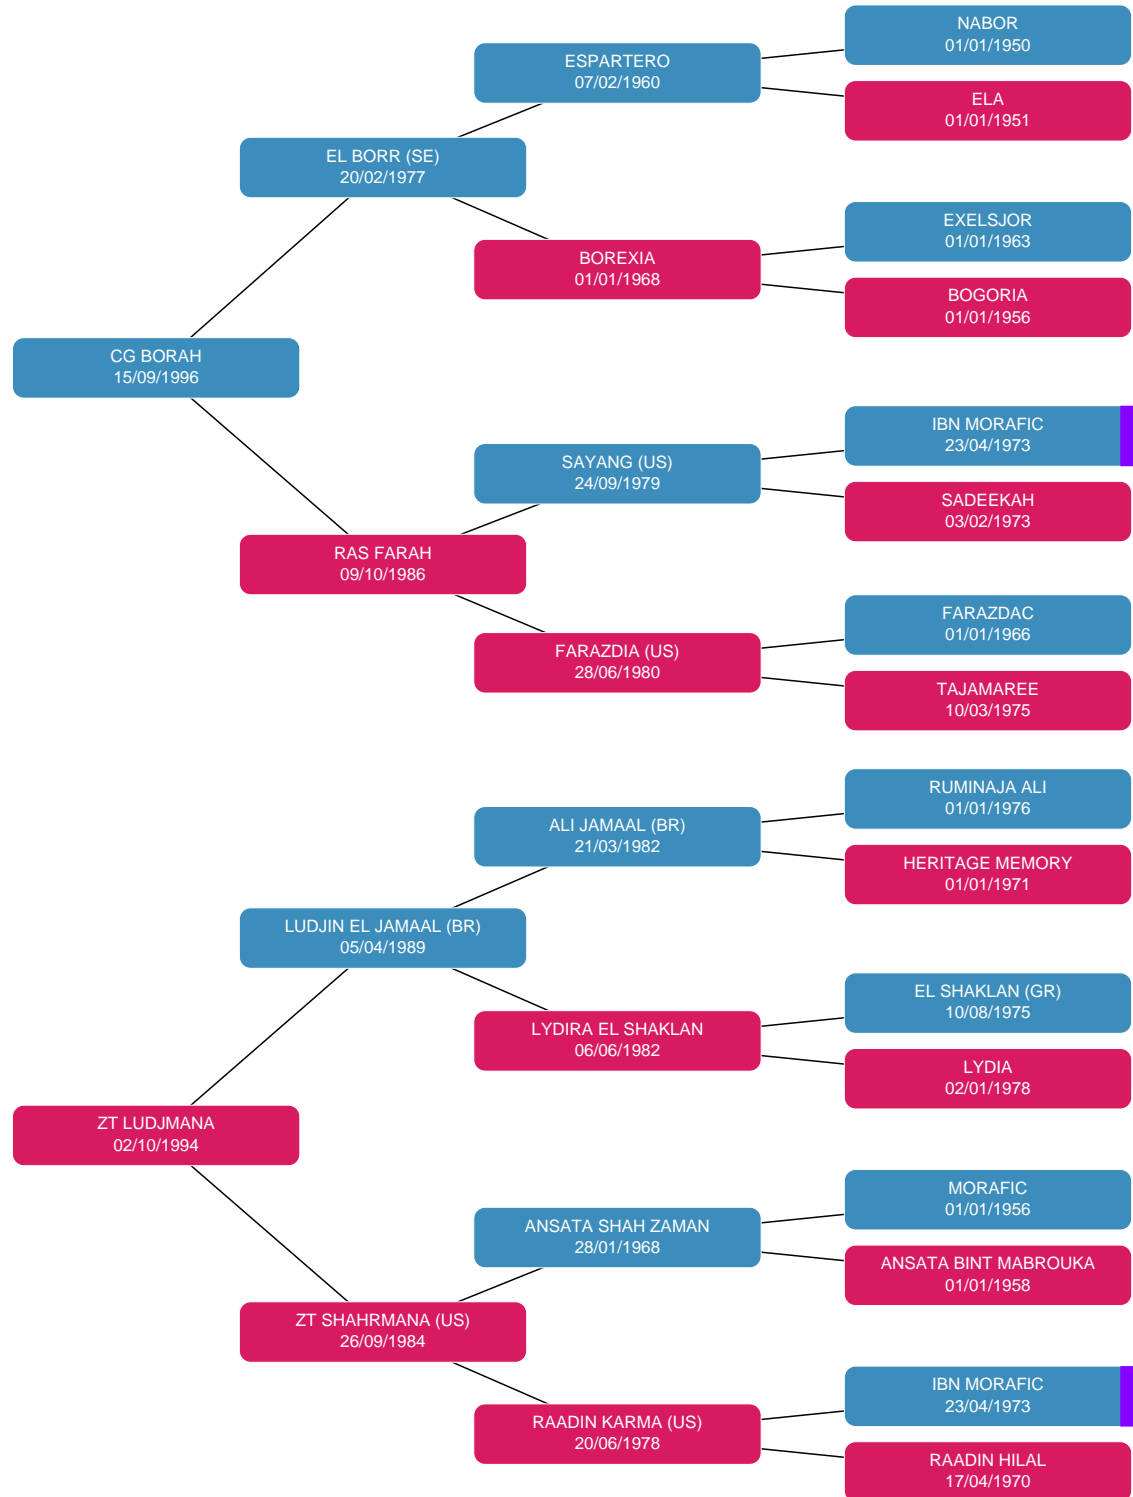 NABOR
01/01/1950
ESPARTERO
07/02/1960
ELA
01/01/1951
EL BORR (SE)
20/02/1977
EXELSJOR
01/01/1963
BOREXIA
01/01/1968
BOGORIA
01/01/1956
CG BORAH
15/09/1996
IBN MORAFIC
23/04/1973
SAYANG (US)
24/09/1979
SADEEKAH
03/02/1973
RAS FARAH
09/10/1986
FARAZDAC
01/01/1966
FARAZDIA (US)
28/06/1980
TAJAMAREE
10/03/1975
RUMINAJA ALI
01/01/1976
ALI JAMAAL (BR)
21/03/1982
HERITAGE MEMORY
01/01/1971
LUDJIN EL JAMAAL (BR)
05/04/1989
EL SHAKLAN (GR)
10/08/1975
LYDIRA EL SHAKLAN
06/06/1982
LYDIA
02/01/1978
ZT LUDJMANA
02/10/1994
MORAFIC
01/01/1956
ANSATA SHAH ZAMAN
28/01/1968
ANSATA BINT MABROUKA
01/01/1958
ZT SHAHRMANA (US)
26/09/1984
IBN MORAFIC
23/04/1973
RAADIN KARMA (US)
20/06/1978
RAADIN HILAL
17/04/1970